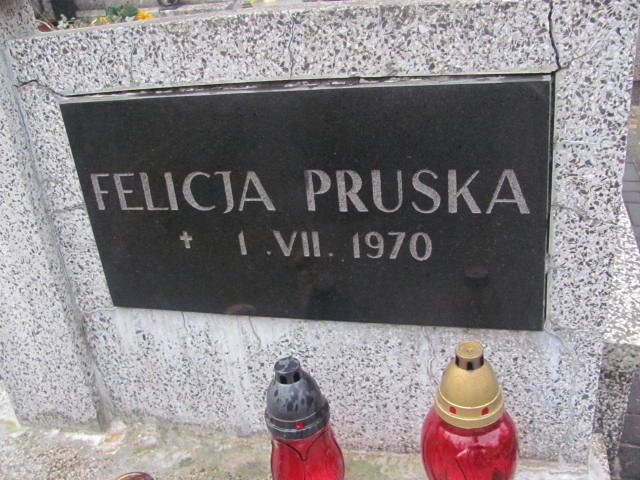 FELICJA PRUSKA
✝ 1.VII.1970